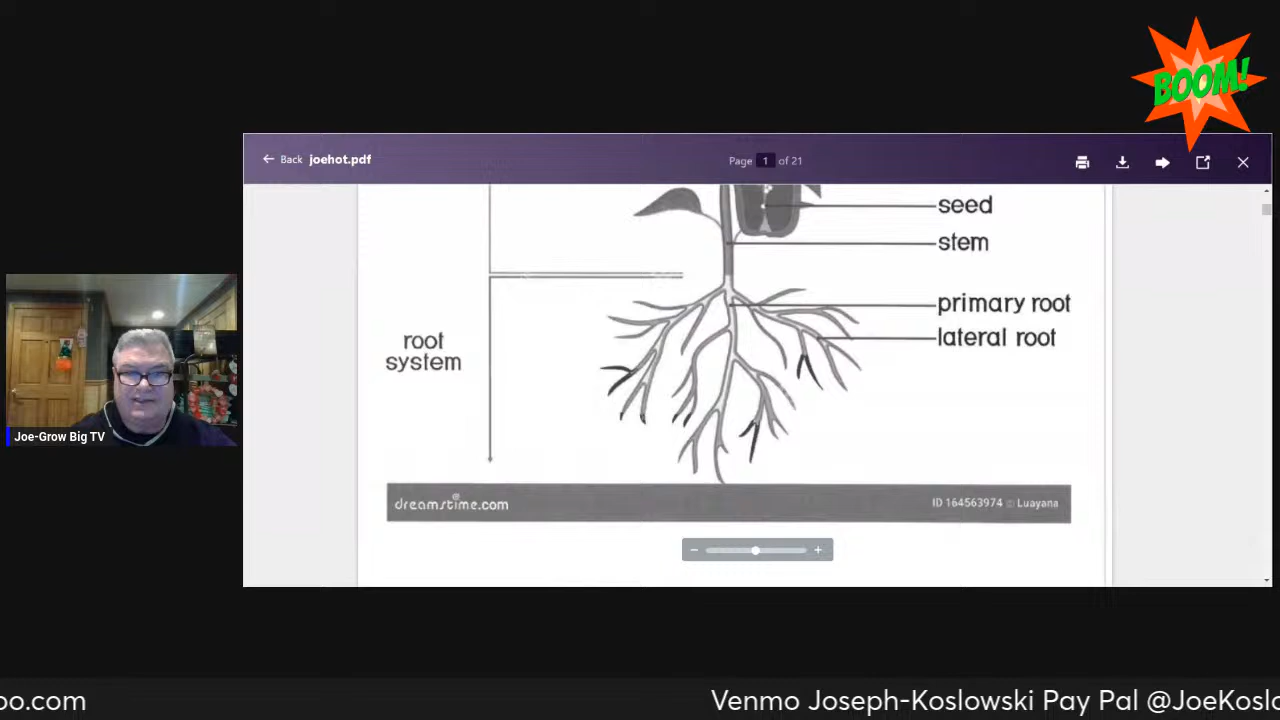 BOOM!
Back joehot.pdf
Page 1 of 21
seed
stem
primary root
lateral root
root
system
dreamstime.com
ID 164563974 © Luayana
Joe-Grow Big TV
oo.com
Venmo Joseph-Koslowski Pay Pal @JoeKoslo